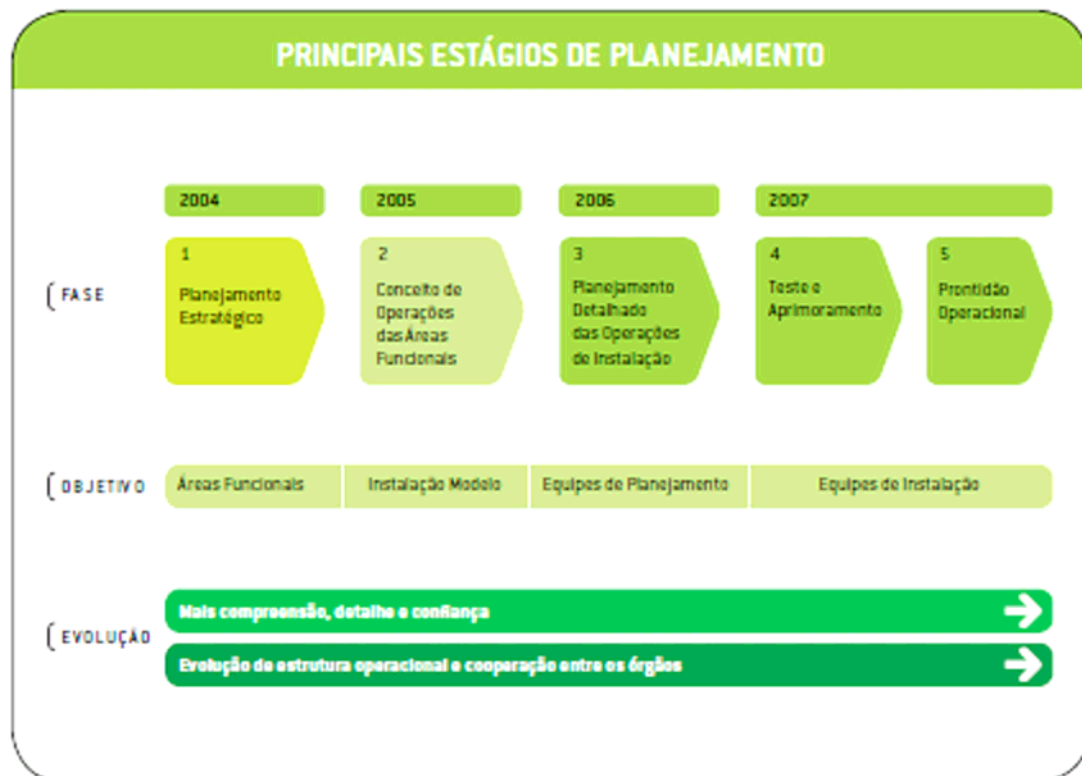 PRINCIPAIS ESTÁGIOS DE PLANEJAMENTO
2004
2005
2006
2007
FASE
1
Planejamento
Estratégico
2
Conceito de
Operações
das Áreas
Funcionais
3
Planejamento
Detalhado
das Operações
de Instalação
4
Teste e
Aprimoramento
5
Prontidão
Operacional
OBJETIVO
Áreas Funcionais
Instalação Modelo
Equipes de Planejamento
Equipes de Instalação
EVOLUÇÃO
Mais compreensão, detalhe e confiança
Evolução de estrutura operacional e cooperação entre os órgãos